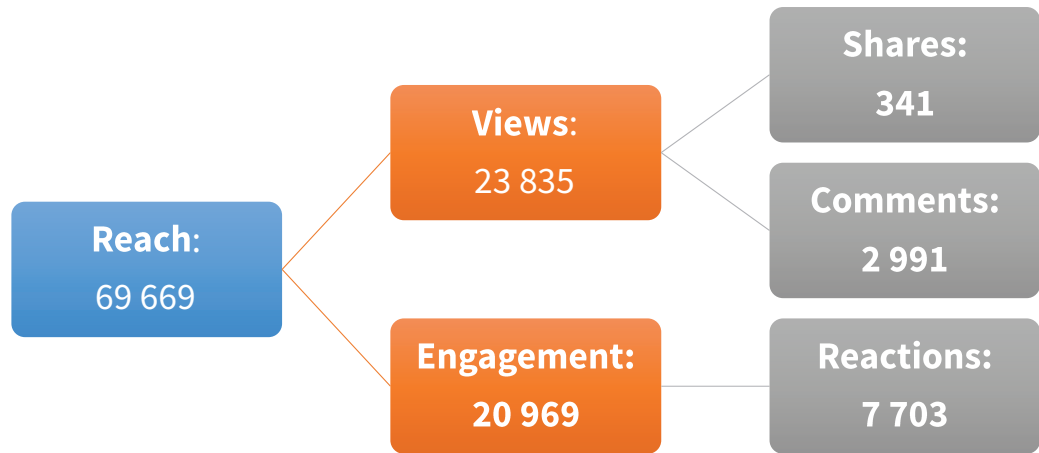 Reach:
69 669
Views:
23 835
Engagement:
20 969
Shares:
341
Comments:
2 991
Reactions:
7 703